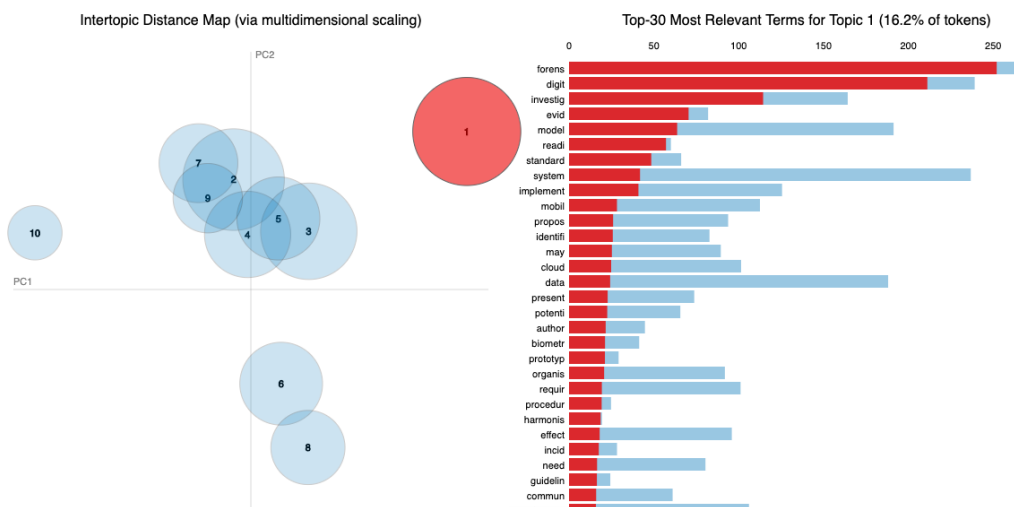 Intertopic Distance Map (via multidimensional scaling)
PC2
PC1
1
7
2
9
5
4
3
10
6
8
Top-30 Most Relevant Terms for Topic 1 (16.2% of tokens)
0 50 100 150 200 250
forens
digit
investig
evid
model
readi
standard
system
implement
mobil
propos
identifi
may
cloud
data
present
potenti
author
biometr
prototyp
organis
requir
procedur
harmonis
effect
incid
need
guidelin
commun